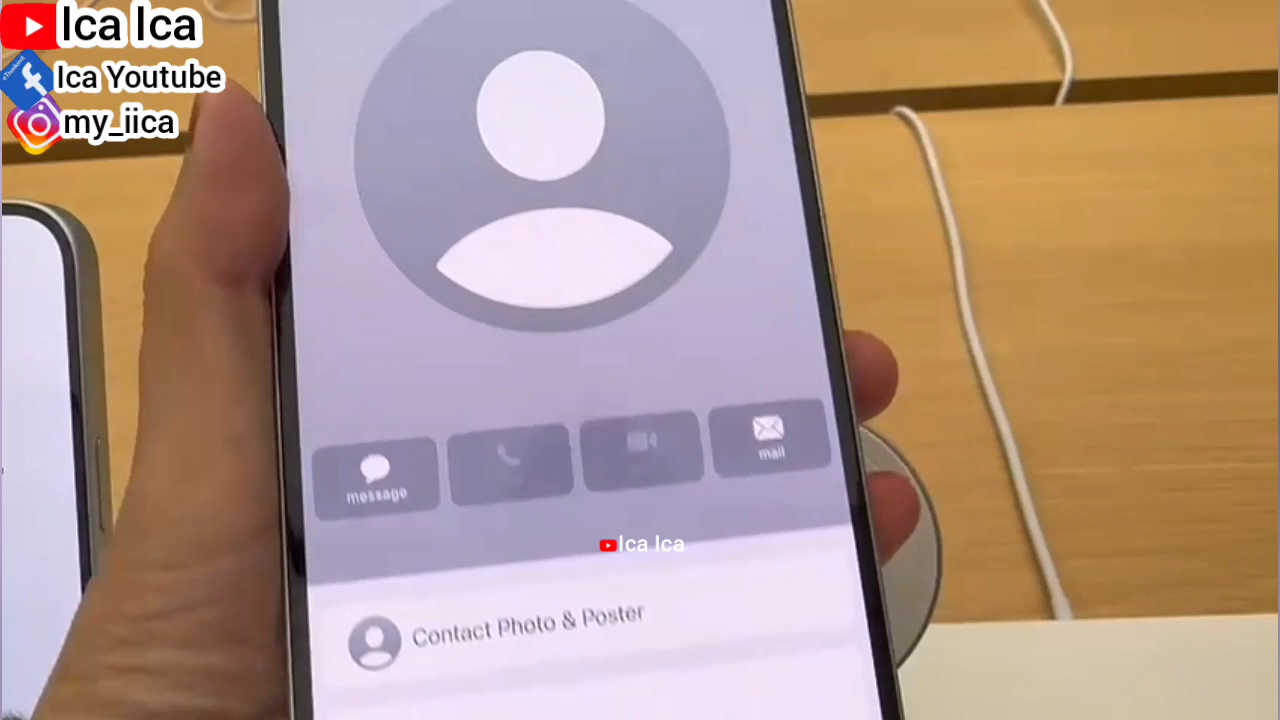 Ica Ica
Ica Youtube
my_iica
message
mail
Ica Ica
Contact Photo & Poster